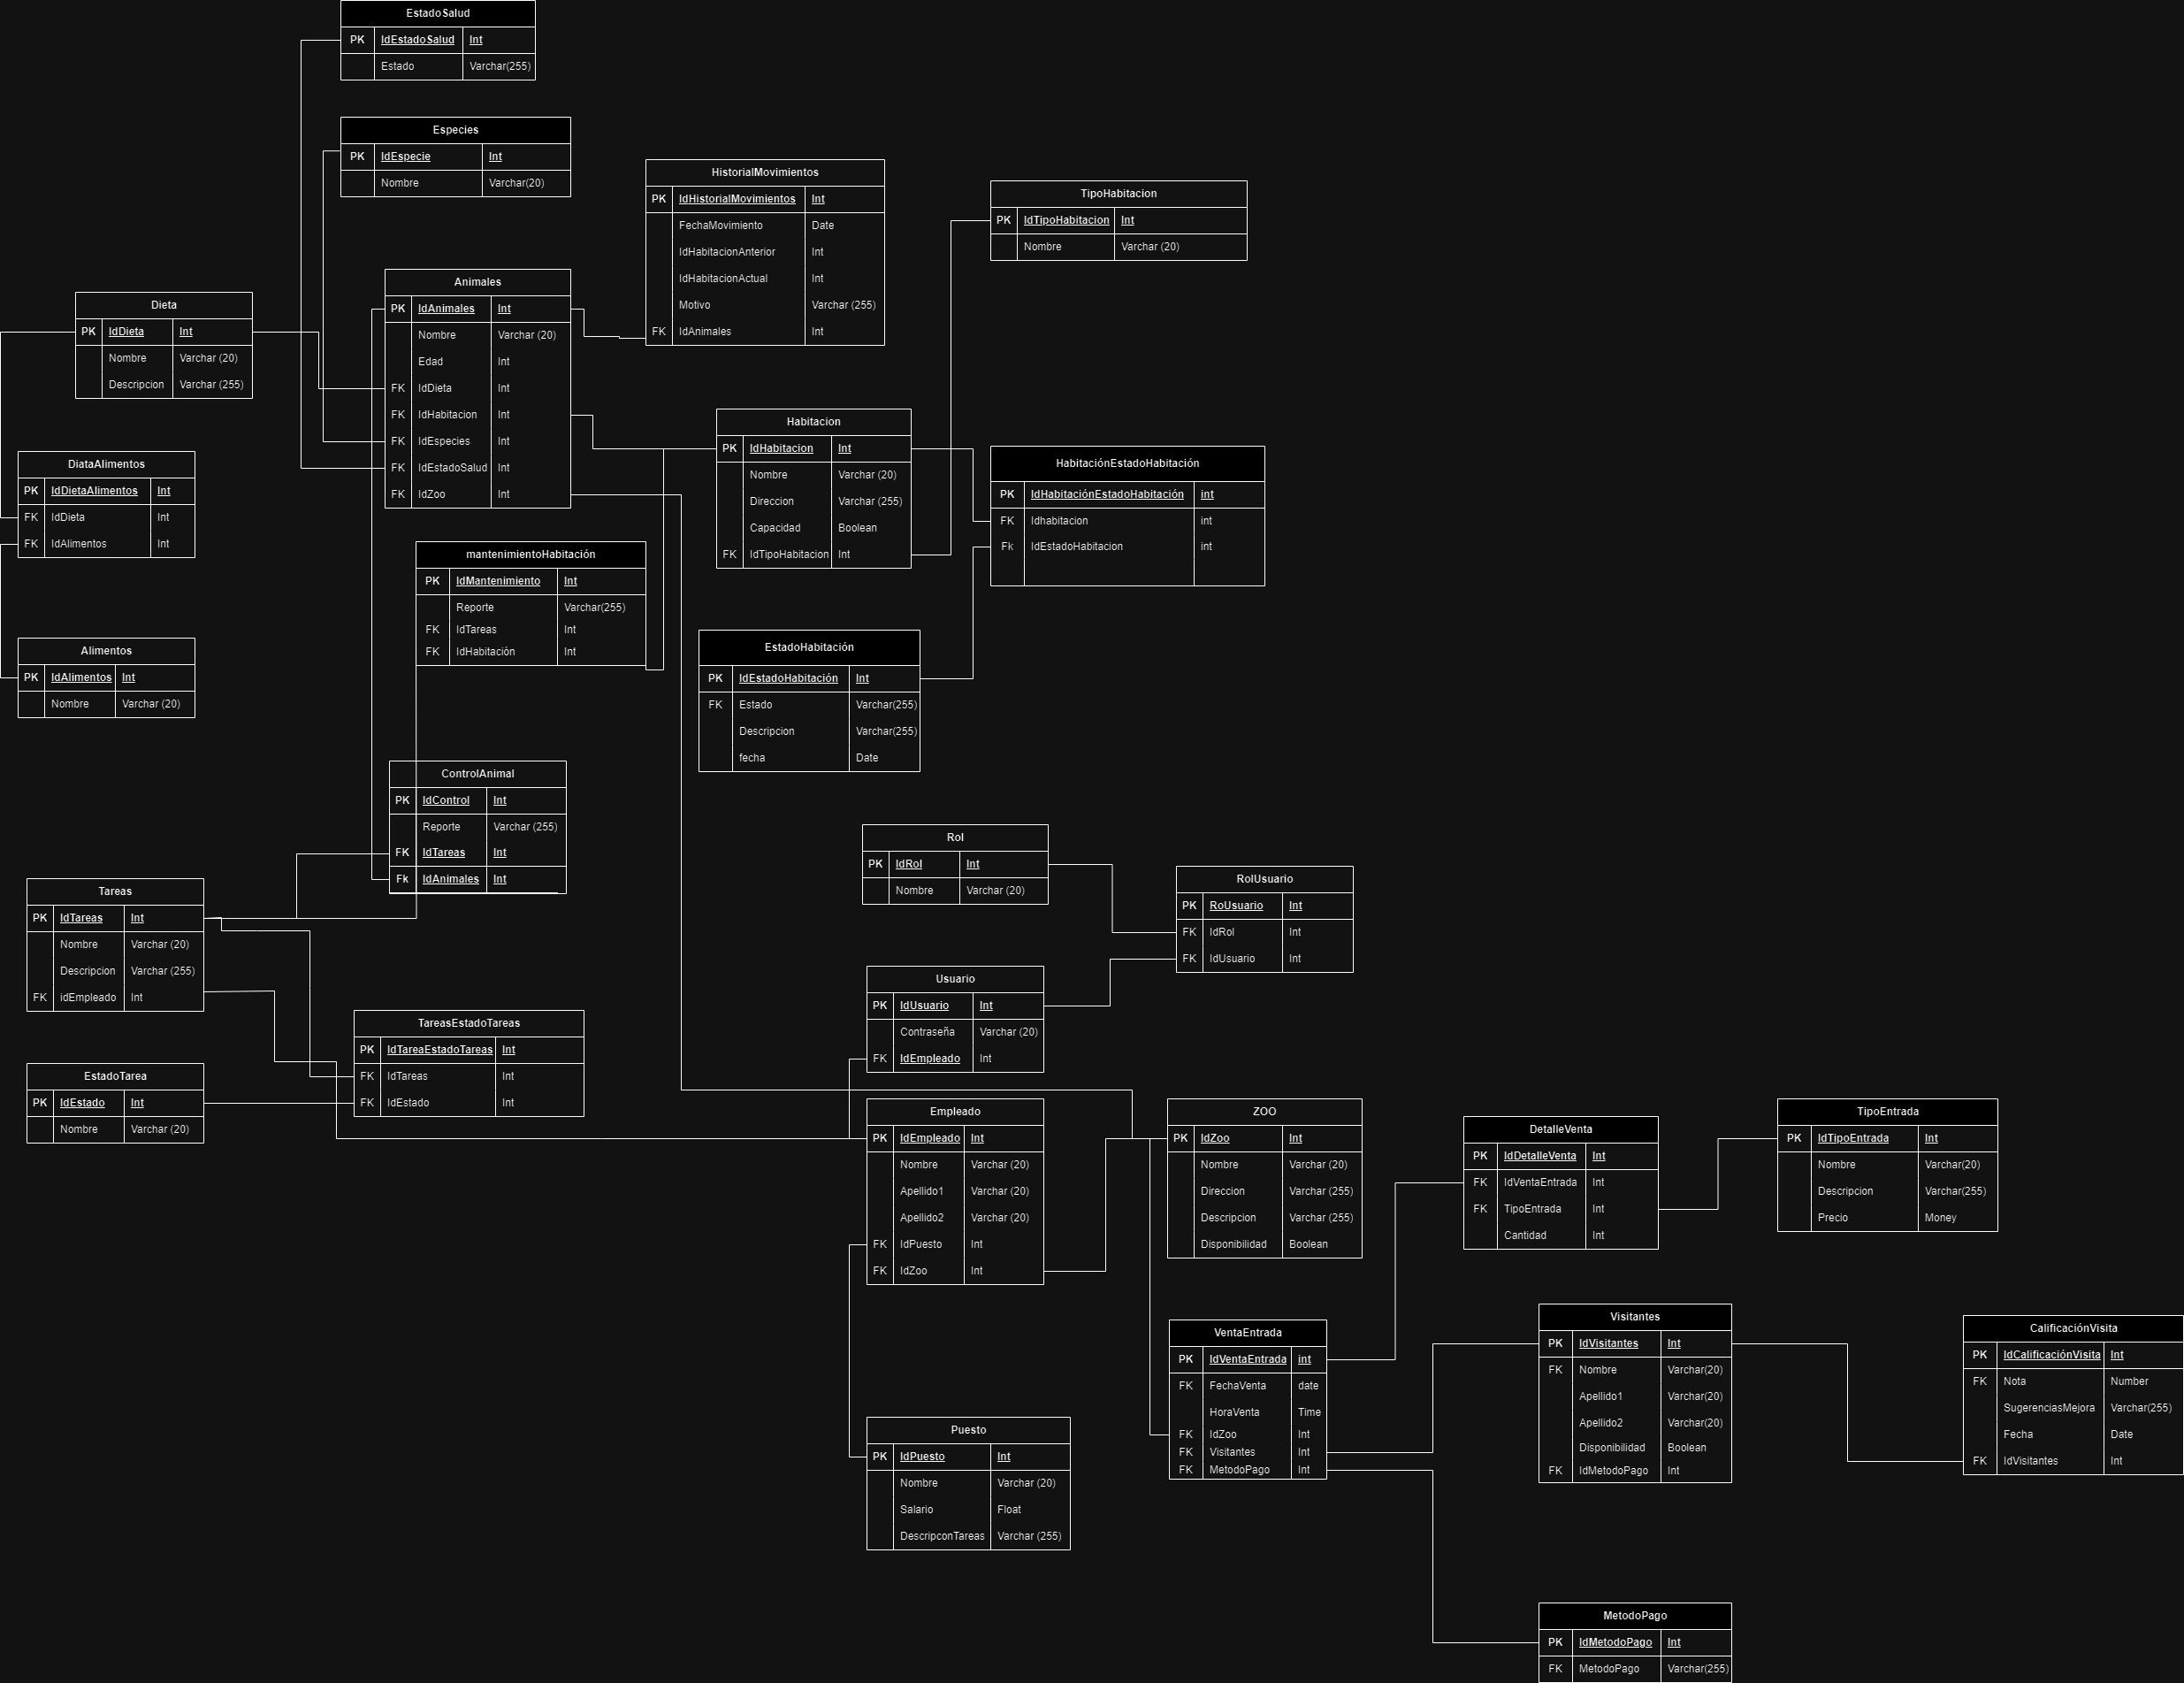 EstadoSalud
PK IdEstadoSalud Int
Estado Varchar(255)
Especies
PK IdEspecie Int
Nombre Varchar(20)
HistorialMovimientos
PK IdHistorialMovimientos Int
FechaMovimiento Date
IdHabitacionAnterior Int
IdHabitacionActual Int
Motivo Varchar (255)
FK IdAnimales Int
TipoHabitacion
PK IdTipoHabitacion Int
Nombre Varchar (20)
Animales
PK IdAnimales Int
Nombre Varchar (20)
Edad Int
FK IdDieta Int
FK IdHabitacion Int
FK IdEspecies Int
FK IdEstadoSalud Int
FK IdZoo Int
Dieta
PK IdDieta Int
Nombre Varchar (20)
Descripcion Varchar (255)
Habitacion
PK IdHabitacion Int
Nombre Varchar (20)
Direccion Varchar (255)
Capacidad Boolean
FK IdTipoHabitacion Int
HabitaciónEstadoHabitación
PK IdHabitaciónEstadoHabitación int
FK Idhabitacion int
Fk IdEstadoHabitacion int
DiataAlimentos
PK IdDietaAlimentos Int
FK IdDieta Int
FK IdAlimentos Int
mantenimientoHabitación
PK IdMantenimiento Int
Reporte Varchar(255)
FK IdTareas Int
FK IdHabitación Int
EstadoHabitación
PK IdEstadoHabitación Int
FK Estado Varchar(255)
Descripcion Varchar(255)
fecha Date
Alimentos
PK IdAlimentos Int
Nombre Varchar (20)
ControlAnimal
PK IdControl Int
Reporte Varchar (255)
FK IdTareas Int
Fk IdAnimales Int
Rol
PK IdRol Int
Nombre Varchar (20)
RolUsuario
PK RoUsuario Int
FK IdRol Int
FK IdUsuario Int
Tareas
PK IdTareas Int
Nombre Varchar (20)
Descripcion Varchar (255)
FK idEmpleado Int
Usuario
PK IdUsuario Int
Contraseña Varchar (20)
FK IdEmpleado Int
TareasEstadoTareas
PK IdTareaEstadoTareas Int
FK IdTareas Int
FK IdEstado Int
EstadoTarea
PK IdEstado Int
Nombre Varchar (20)
Empleado
PK IdEmpleado Int
Nombre Varchar (20)
Apellido1 Varchar (20)
Apellido2 Varchar (20)
FK IdPuesto Int
FK IdZoo Int
ZOO
PK IdZoo Int
Nombre Varchar (20)
Direccion Varchar (255)
Descripcion Varchar (255)
Disponibilidad Boolean
DetalleVenta
PK IdDetalleVenta Int
FK IdVentaEntrada Int
FK TipoEntrada Int
Cantidad Int
TipoEntrada
PK IdTipoEntrada Int
Nombre Varchar(20)
Descripcion Varchar(255)
Precio Money
VentaEntrada
PK IdVentaEntrada int
FK FechaVenta date
HoraVenta Time
FK IdZoo Int
FK Visitantes Int
FK MetodoPago Int
Visitantes
PK IdVisitantes Int
FK Nombre Varchar(20)
Apellido1 Varchar(20)
Apellido2 Varchar(20)
Disponibilidad Boolean
FK IdMetodoPago Int
CalificaciónVisita
PK IdCalificaciónVisita Int
FK Nota Number
SugerenciasMejora Varchar(255)
Fecha Date
FK IdVisitantes Int
Puesto
PK IdPuesto Int
Nombre Varchar (20)
Salario Float
DescripconTareas Varchar (255)
MetodoPago
PK IdMetodoPago Int
FK MetodoPago Varchar(255)